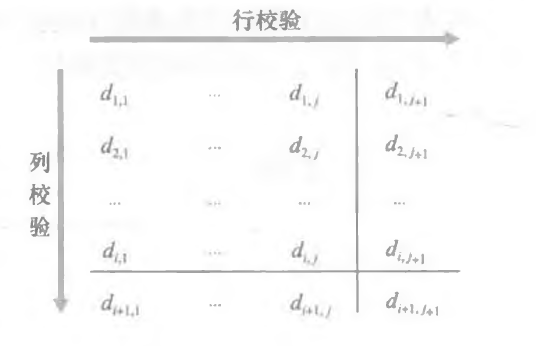 行校验
列校验
d_{1,1} ... d_{1,j} d_{1,j+1}
d_{2,1} ... d_{2,j} d_{2,j+1}
... ... ... ...
d_{i,1} ... d_{i,j} d_{i,j+1}
d_{i+1,1} ... d_{i+1,j} d_{i+1,j+1}